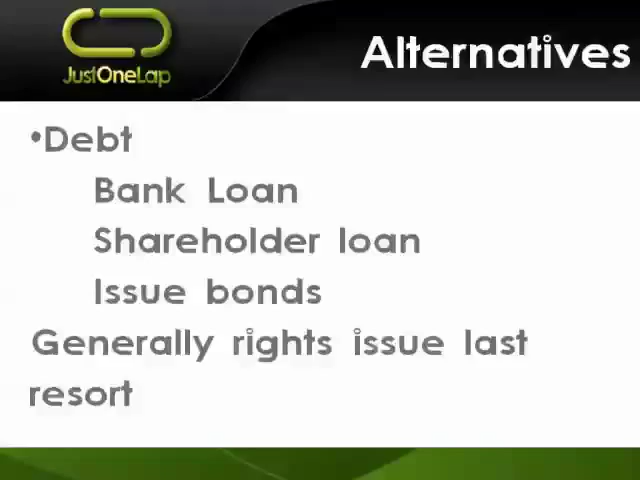 JustOneLap
Alternatives
•Debt
Bank Loan
Shareholder loan
Issue bonds
Generally rights issue last
resort